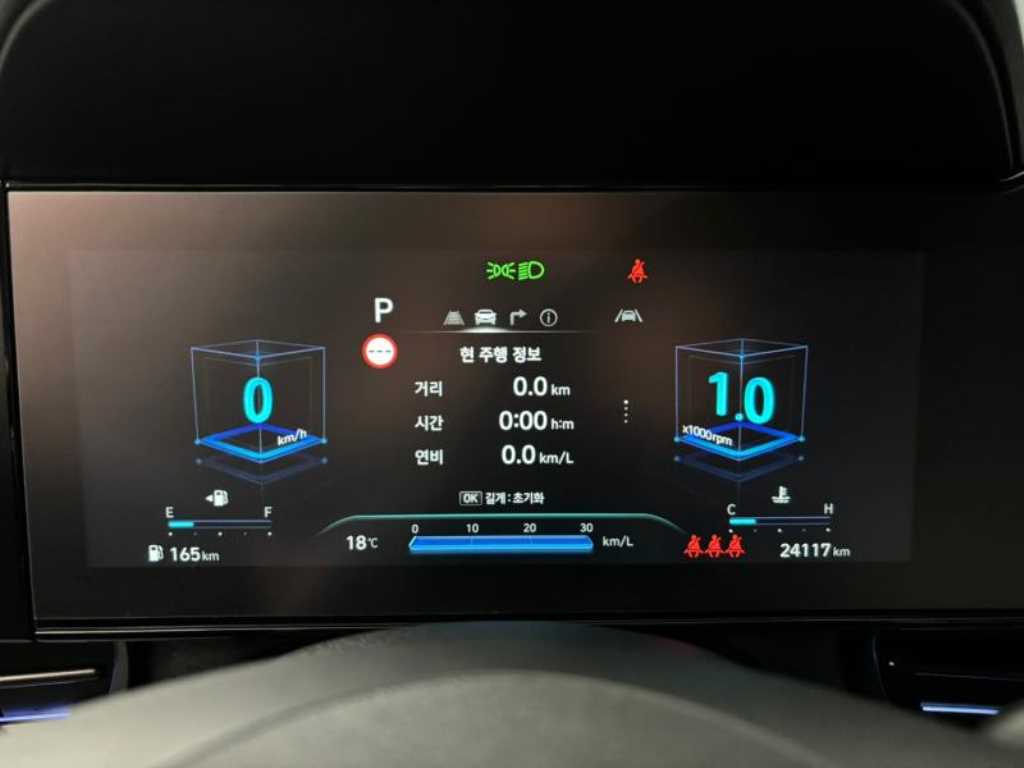 P
현 주행 정보
0
km/h
거리 0.0 km
시간 0:00 h:m
연비 0.0 km/L
1.0
x1000rpm
OK 길게 : 초기화
E F
C H
0 10 20 30
18°C
km/L
165 km
24117 km